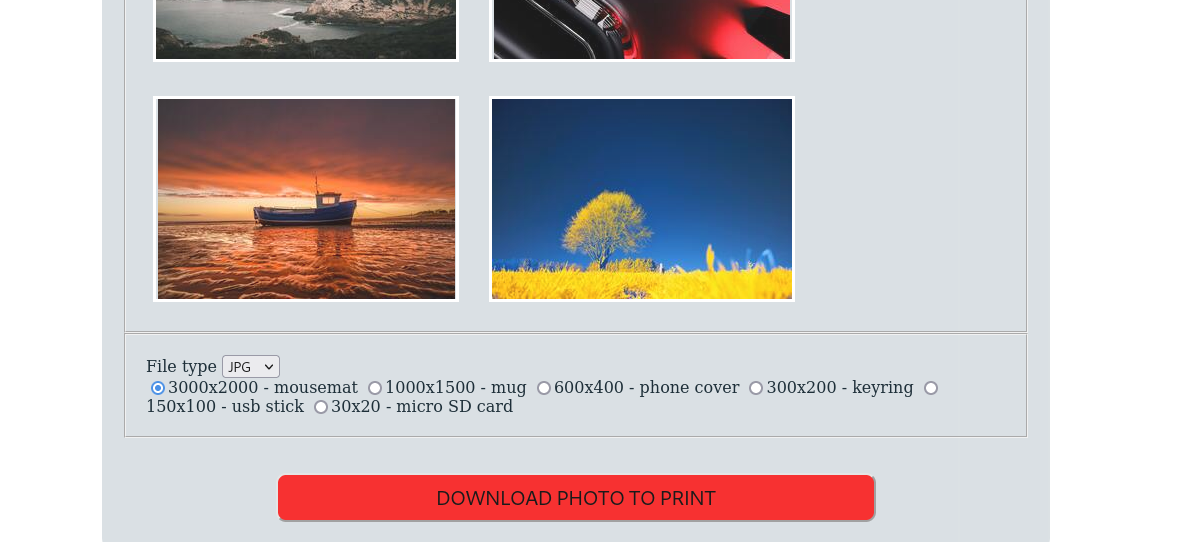 File type JPG
3000x2000 - mousemat 1000x1500 - mug 600x400 - phone cover 300x200 - keyring
150x100 - usb stick 30x20 - micro SD card
DOWNLOAD PHOTO TO PRINT